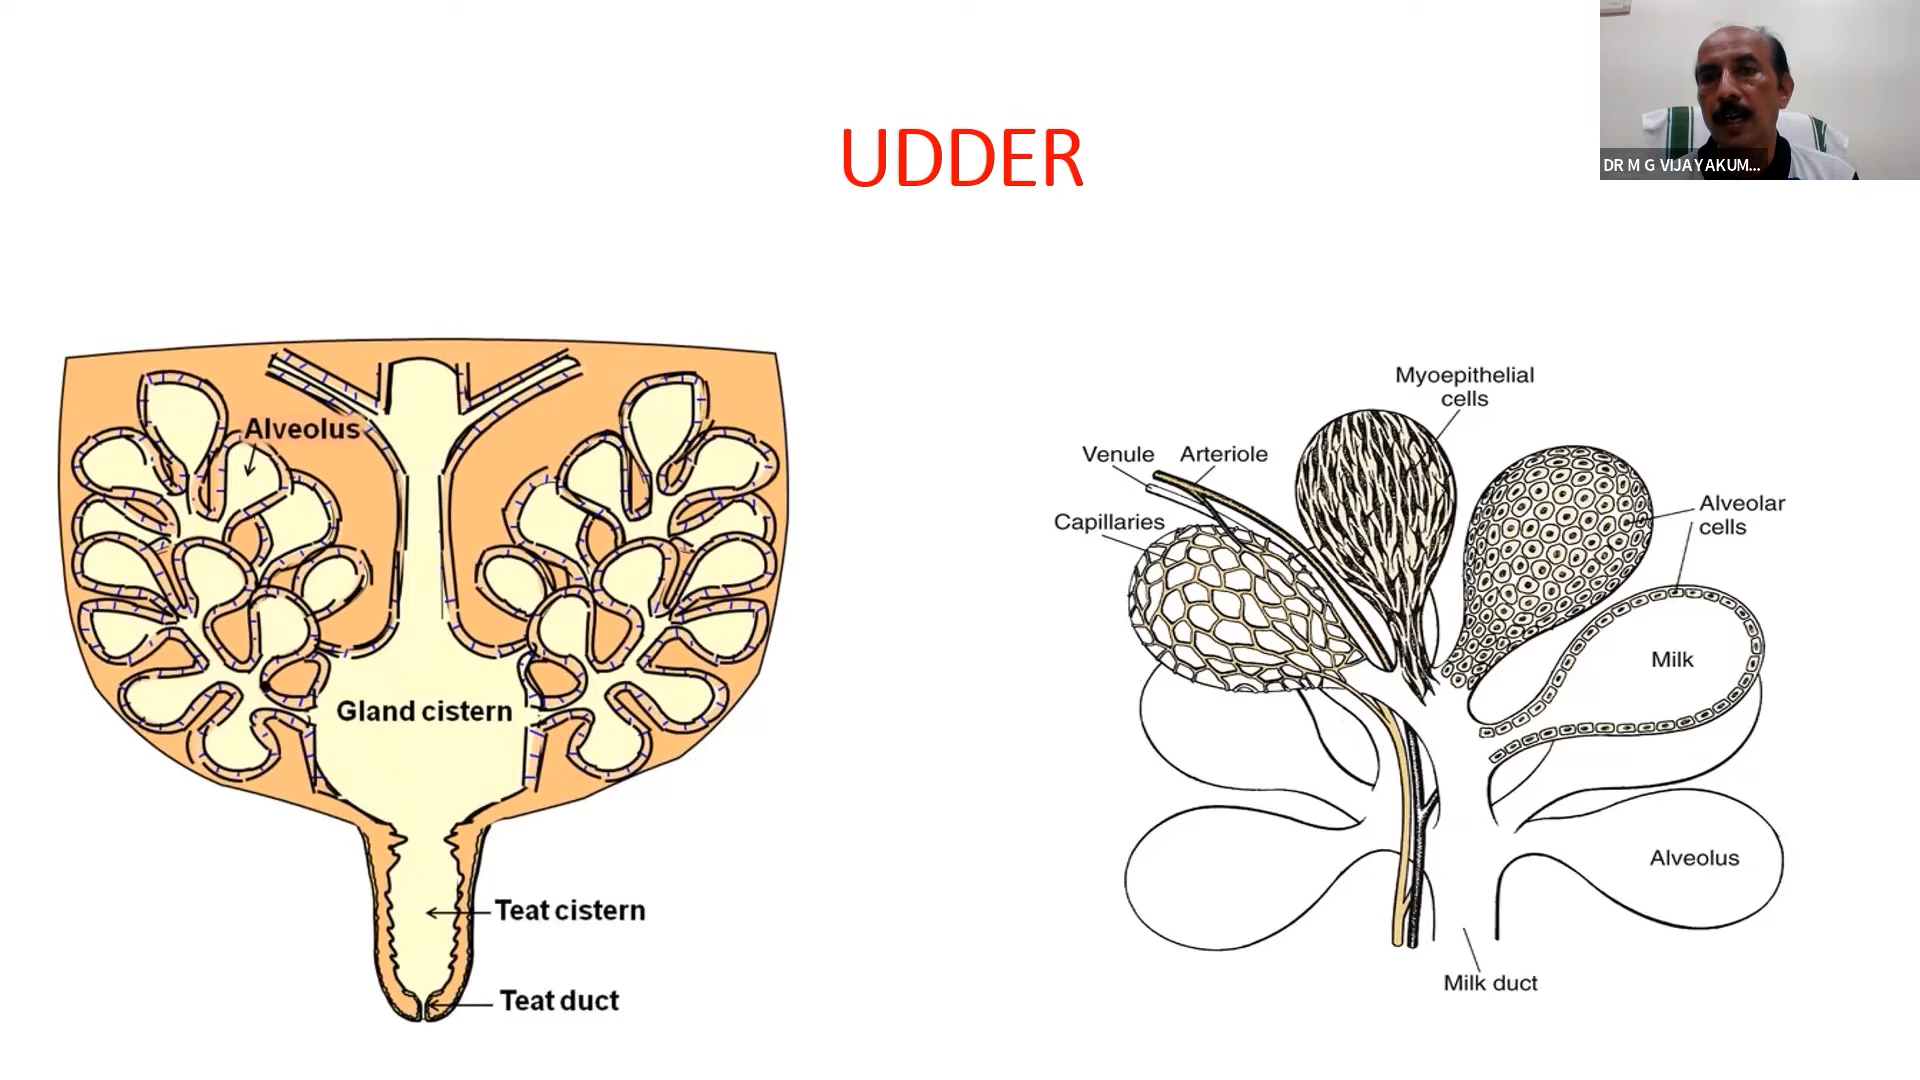 UDDER
DR M G VIJAYAKUM...
Alveolus
Gland cistern
Teat cistern
Teat duct
Myoepithelial
cells
Venule
Arteriole
Capillaries
Alveolar
cells
Milk
Alveolus
Milk duct